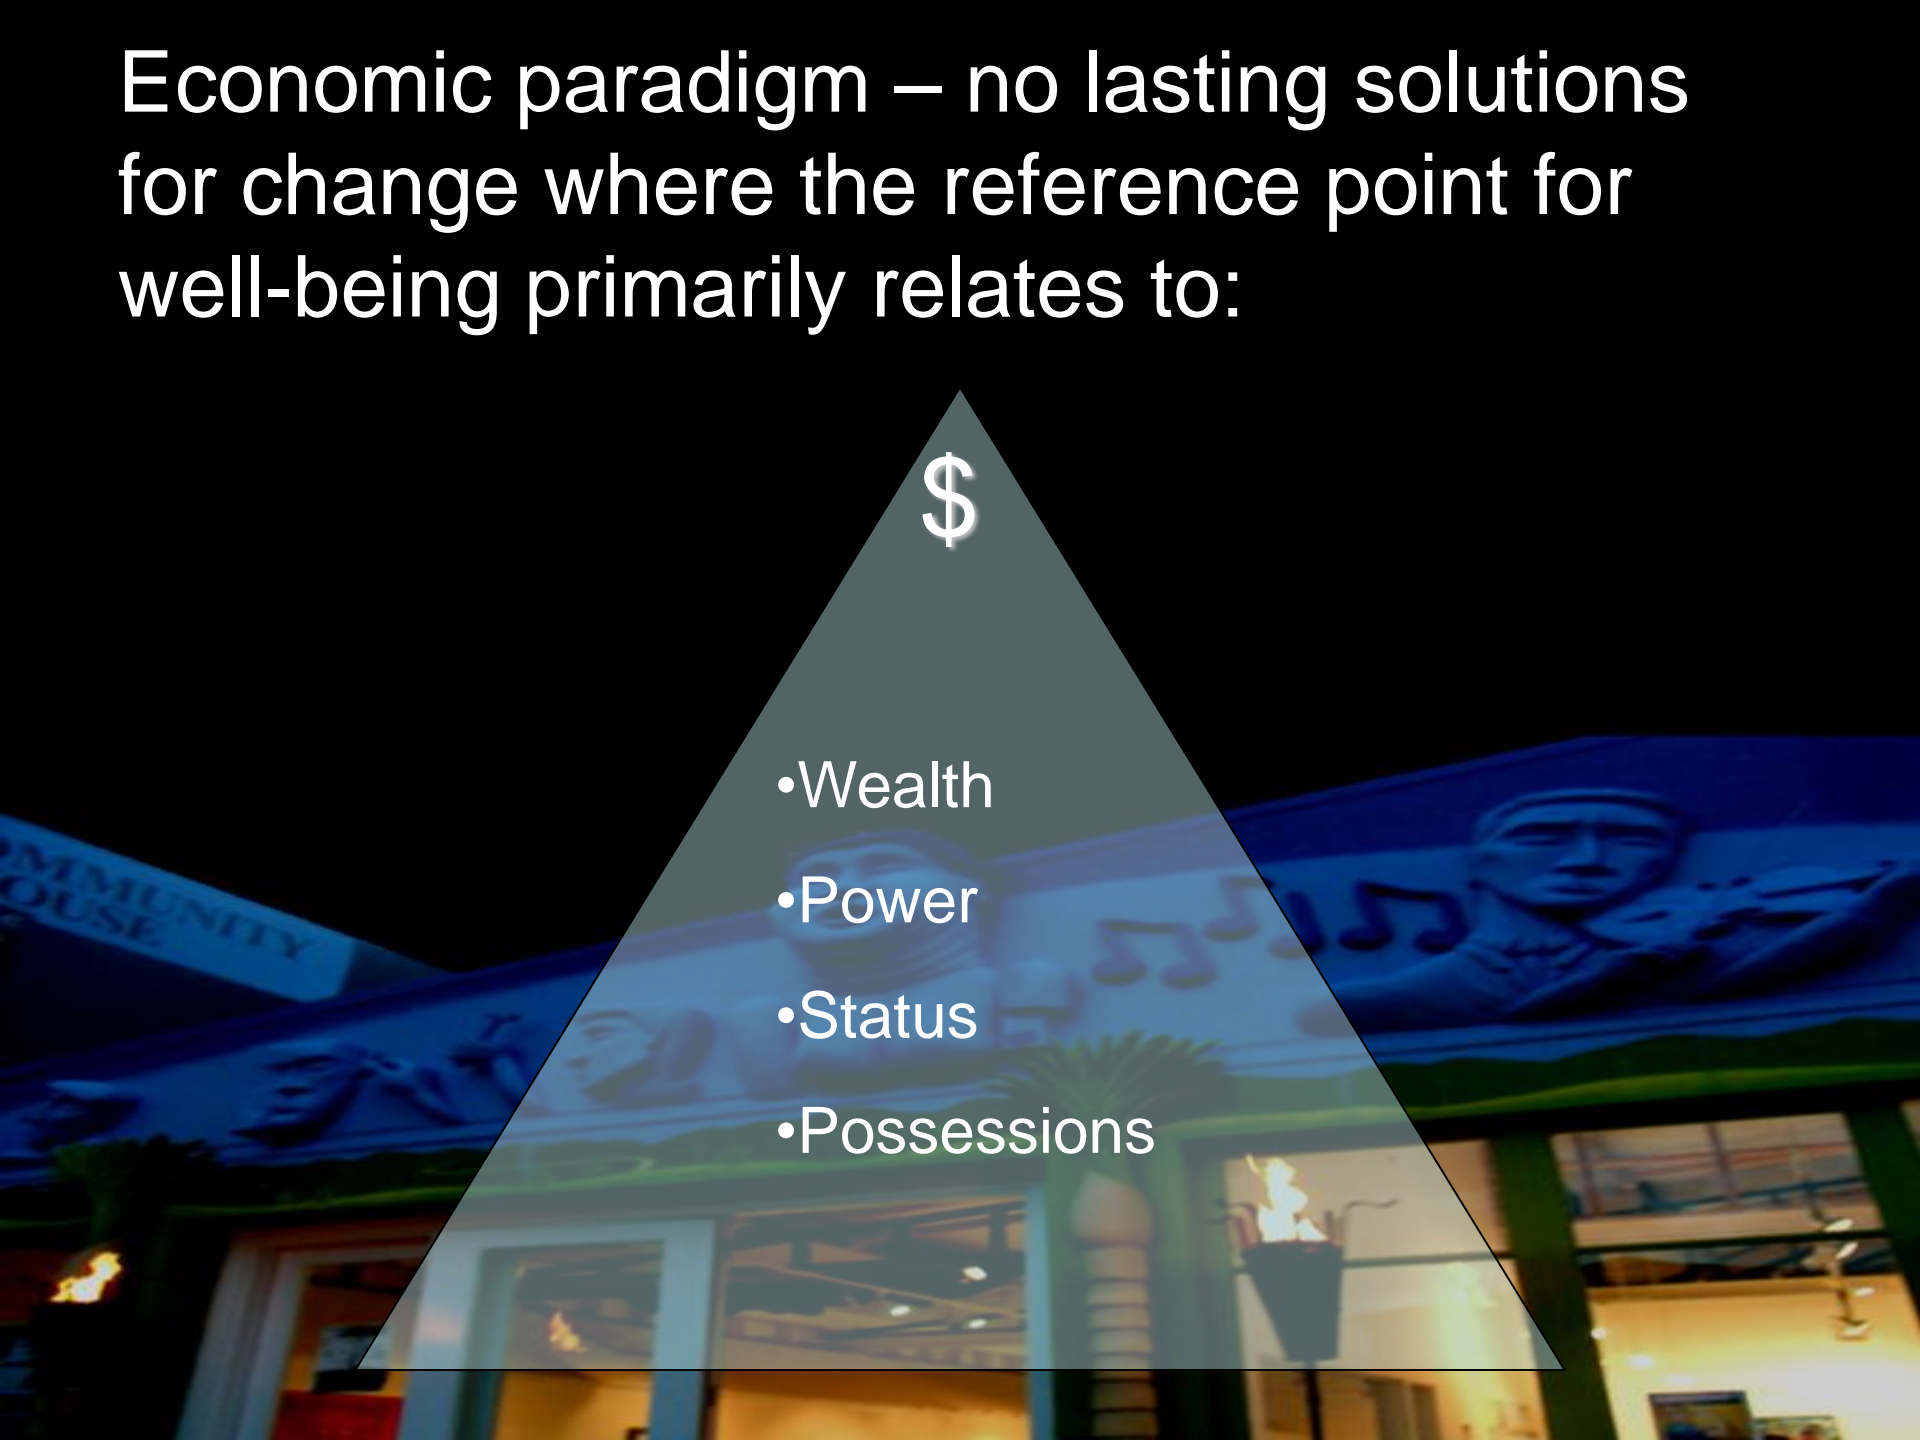 Economic paradigm – no lasting solutions
for change where the reference point for
well-being primarily relates to:
$
•Wealth
•Power
•Status
•Possessions